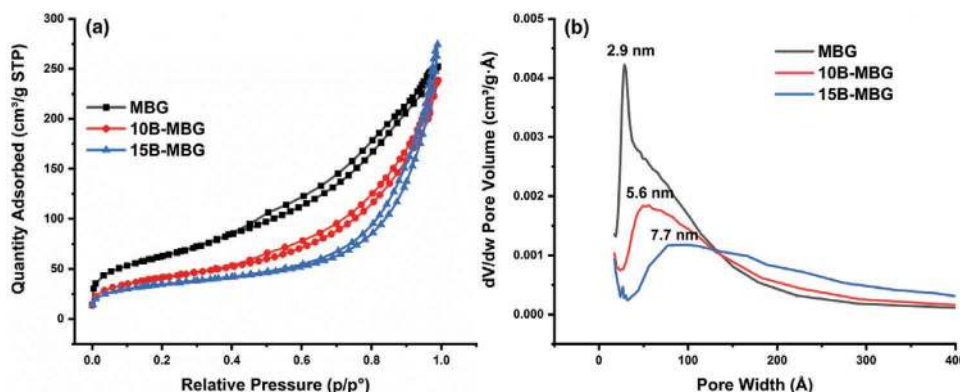 (a)
MBG
10B-MBG
15B-MBG
Quantity Adsorbed (cm³/g STP)
300
250
200
150
100
50
0
0.0 0.2 0.4 0.6 0.8 1.0
Relative Pressure (p/p°)
(b)
2.9 nm
5.6 nm
7.7 nm
MBG
10B-MBG
15B-MBG
dV/dw Pore Volume (cm³/g·Å)
0.005
0.004
0.003
0.002
0.001
0.000
0 100 200 300 400
Pore Width (Å)